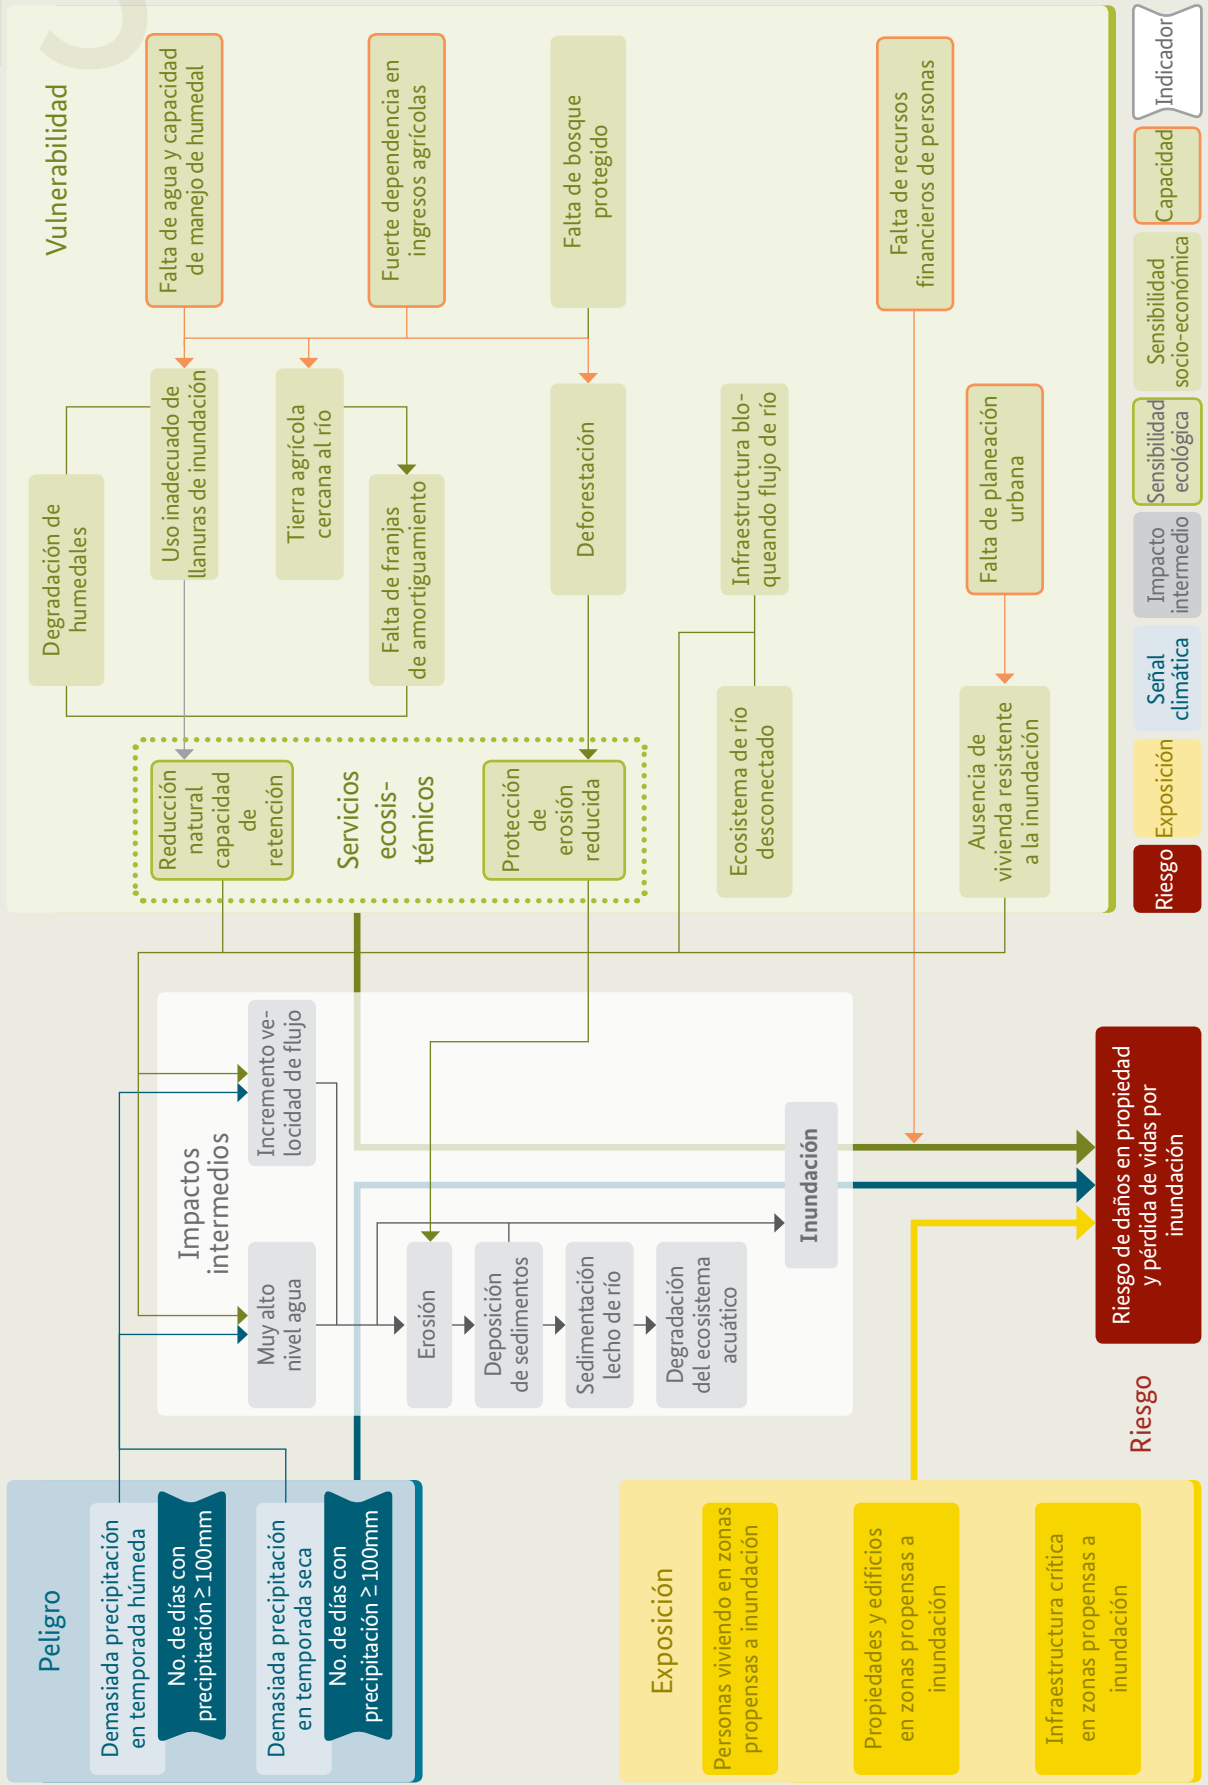 Peligro
Demasiada precipitación
en temporada húmeda
No. de días con
precipitación ≥ 100mm
Demasiada precipitación
en temporada seca
No. de días con
precipitación ≥ 100mm
Exposición
Personas viviendo en zonas
propensas a inundación
Propiedades y edificios
en zonas propensas a
inundación
Infraestructura crítica
en zonas propensas a
inundación
Impactos
intermedios
Muy alto
nivel agua
Incremento ve-
locidad de flujo
Erosión
Deposición
de sedimentos
Sedimentación
lecho de río
Degradación
del ecosistema
acuático
Inundación
Riesgo
Riesgo de daños en propiedad
y pérdida de vidas por
inundación
Vulnerabilidad
Reducción
natural
capacidad
de
retención
Servicios
ecosis-
témicos
Protección
de
erosión
reducida
Degradación de
humedales
Uso inadecuado de
llanuras de inundación
Tierra agrícola
cercana al río
Falta de franjas
de amortiguamiento
Deforestación
Ecosistema de río
desconectado
Infraestructura blo-
queando flujo de río
Ausencia de
vivienda resistente
a la inundación
Falta de planeación
urbana
Falta de agua y capacidad
de manejo de humedal
Fuerte dependencia en
ingresos agrícolas
Falta de bosque
protegido
Falta de recursos
financieros de personas
Riesgo
Exposición
Señal
climática
Impacto
intermedio
Sensibilidad
ecológica
Sensibilidad
socio-económica
Capacidad
Indicador